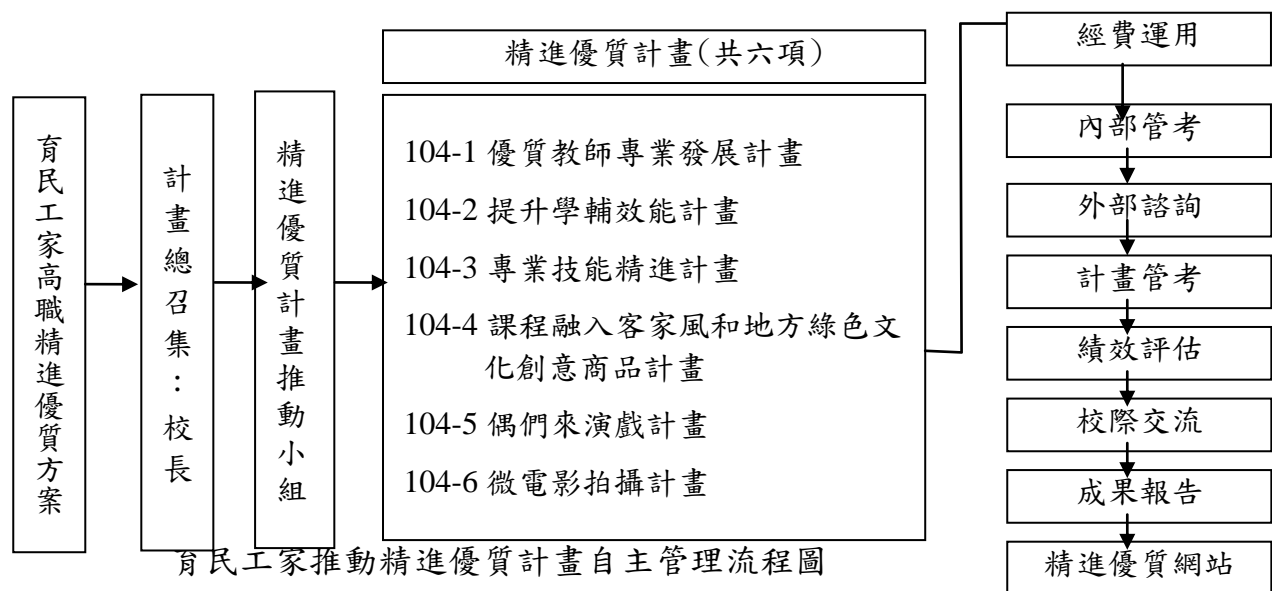 育民工家高職精進優質方案
計畫總召集：校長
精進優質計畫推動小組
精進優質計畫(共六項)
104-1 優質教師專業發展計畫
104-2 提升學輔效能計畫
104-3 專業技能精進計畫
104-4 課程融入客家風和地方綠色文
化創意商品計畫
104-5 偶們來演戲計畫
104-6 微電影拍攝計畫
經費運用
內部管考
外部諮詢
計畫管考
績效評估
校際交流
成果報告
精進優質網站
育民工家推動精進優質計畫自主管理流程圖